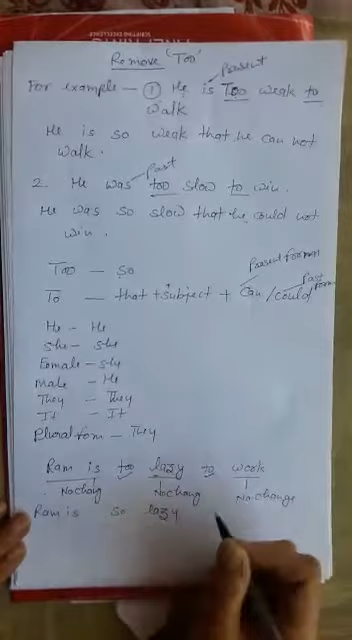 Remove 'Too'
Present
For example - ① He is Too weak to
walk
He is so weak that he can not
walk.
Past
2. He was too slow to win.
He was so slow that he could not
win.
Present form
Past form
Too - so
To - that + subject + can / could
He - He
She - she
Female - she
Male - He
They - They
It - It
Plural form - They
Ram is too lazy to work
No chang No chang No change
Ram is so lazy